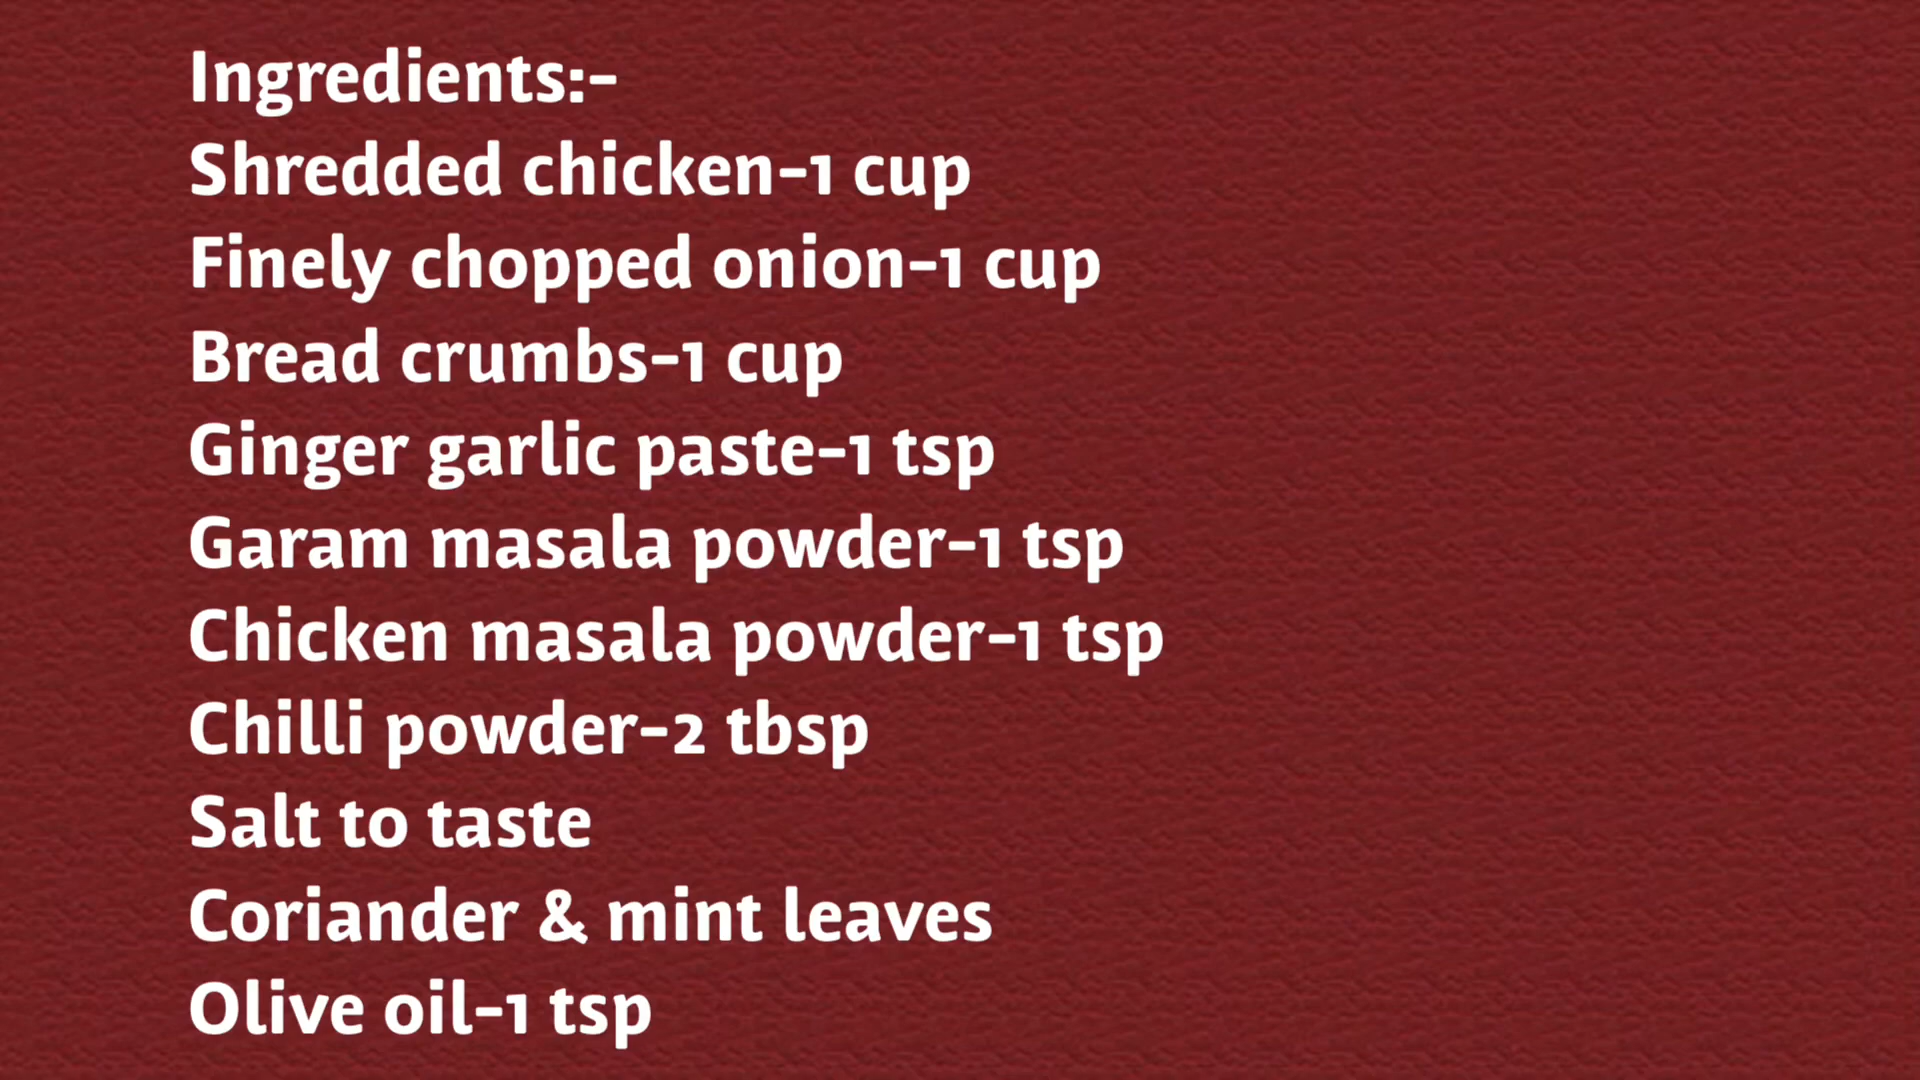 Ingredients:-
Shredded chicken-1 cup
Finely chopped onion-1 cup
Bread crumbs-1 cup
Ginger garlic paste-1 tsp
Garam masala powder-1 tsp
Chicken masala powder-1 tsp
Chilli powder-2 tbsp
Salt to taste
Coriander & mint leaves
Olive oil-1 tsp